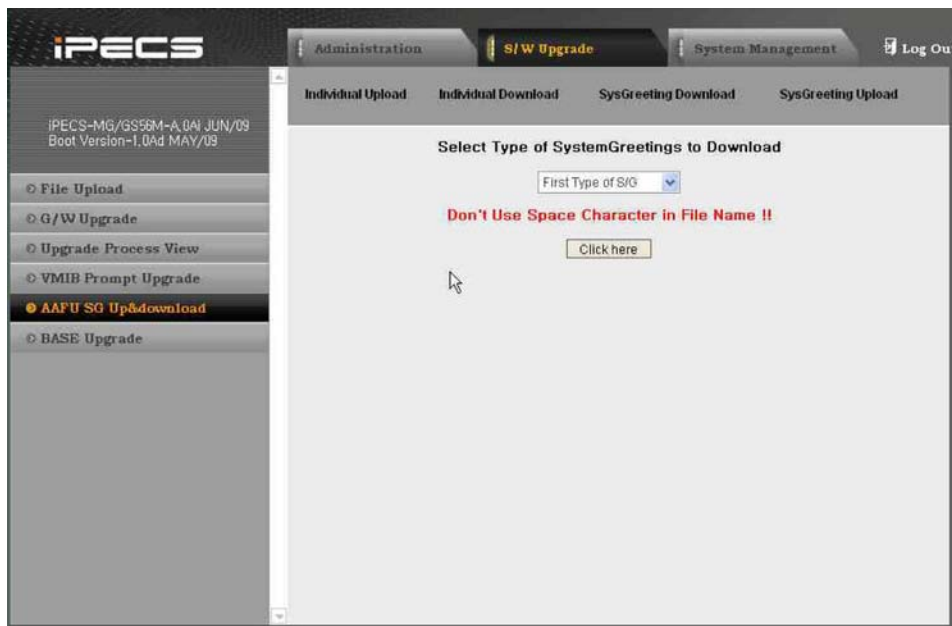 iPECS
Administration
S/W Upgrade
System Management
Log Ou
Individual Upload
Individual Download
SysGreeting Download
SysGreeting Upload
iPECS-MG/GS56M-A,0Ai JUN/09
Boot Version-1,0Ad MAY/09
Select Type of SystemGreetings to Download
First Type of S/G
Don't Use Space Character in File Name !!
Click here
File Upload
G/W Upgrade
Upgrade Process View
VMIB Prompt Upgrade
AAFU SG Up&download
BASE Upgrade